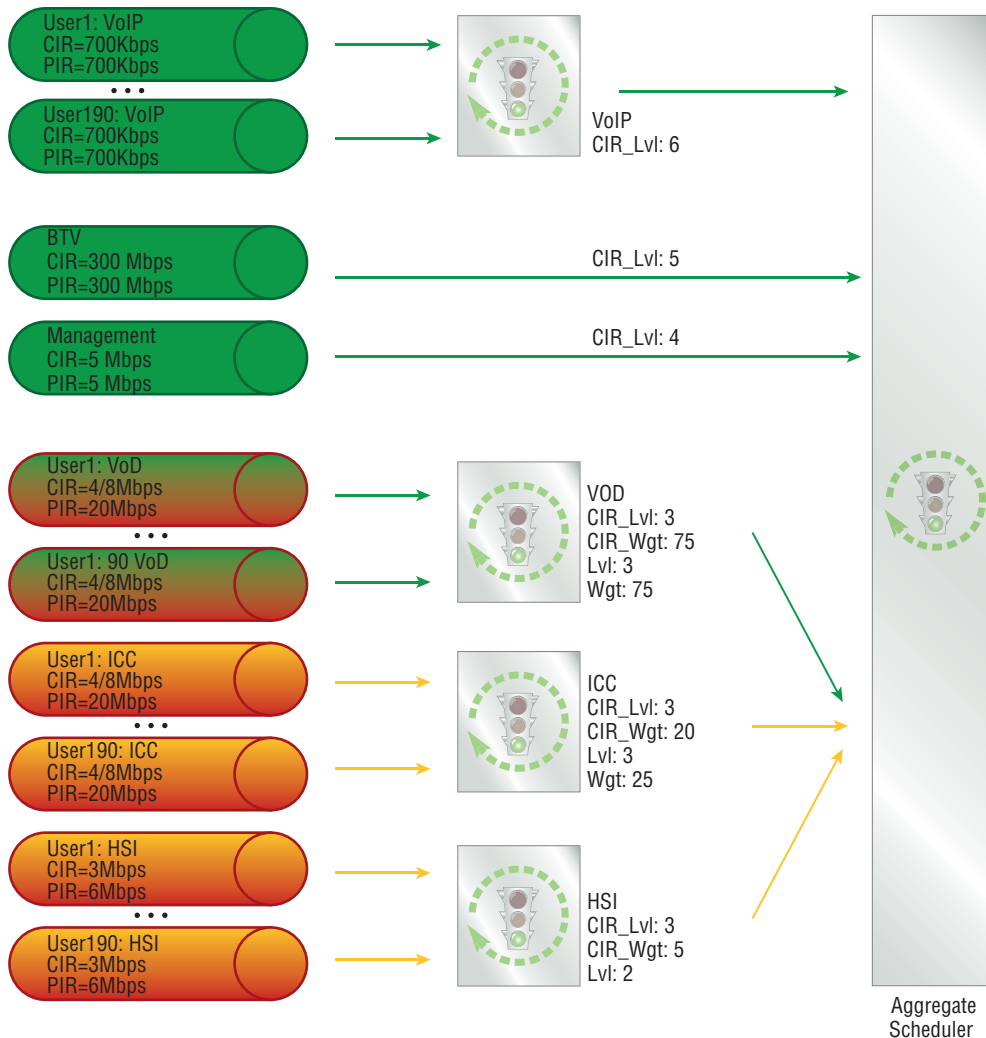 User1: VoIP
CIR=700Kbps
PIR=700Kbps
...
User190: VoIP
CIR=700Kbps
PIR=700Kbps
VoIP
CIR_Lvl: 6
BTV
CIR=300 Mbps
PIR=300 Mbps
CIR_Lvl: 5
Management
CIR=5 Mbps
PIR=5 Mbps
CIR_Lvl: 4
User1: VoD
CIR=4/8Mbps
PIR=20Mbps
...
User1: 90 VoD
CIR=4/8Mbps
PIR=20Mbps
VOD
CIR_Lvl: 3
CIR_Wgt: 75
Lvl: 3
Wgt: 75
User1: ICC
CIR=4/8Mbps
PIR=20Mbps
...
User190: ICC
CIR=4/8Mbps
PIR=20Mbps
ICC
CIR_Lvl: 3
CIR_Wgt: 20
Lvl: 3
Wgt: 25
User1: HSI
CIR=3Mbps
PIR=6Mbps
...
User190: HSI
CIR=3Mbps
PIR=6Mbps
HSI
CIR_Lvl: 3
CIR_Wgt: 5
Lvl: 2
Aggregate
Scheduler